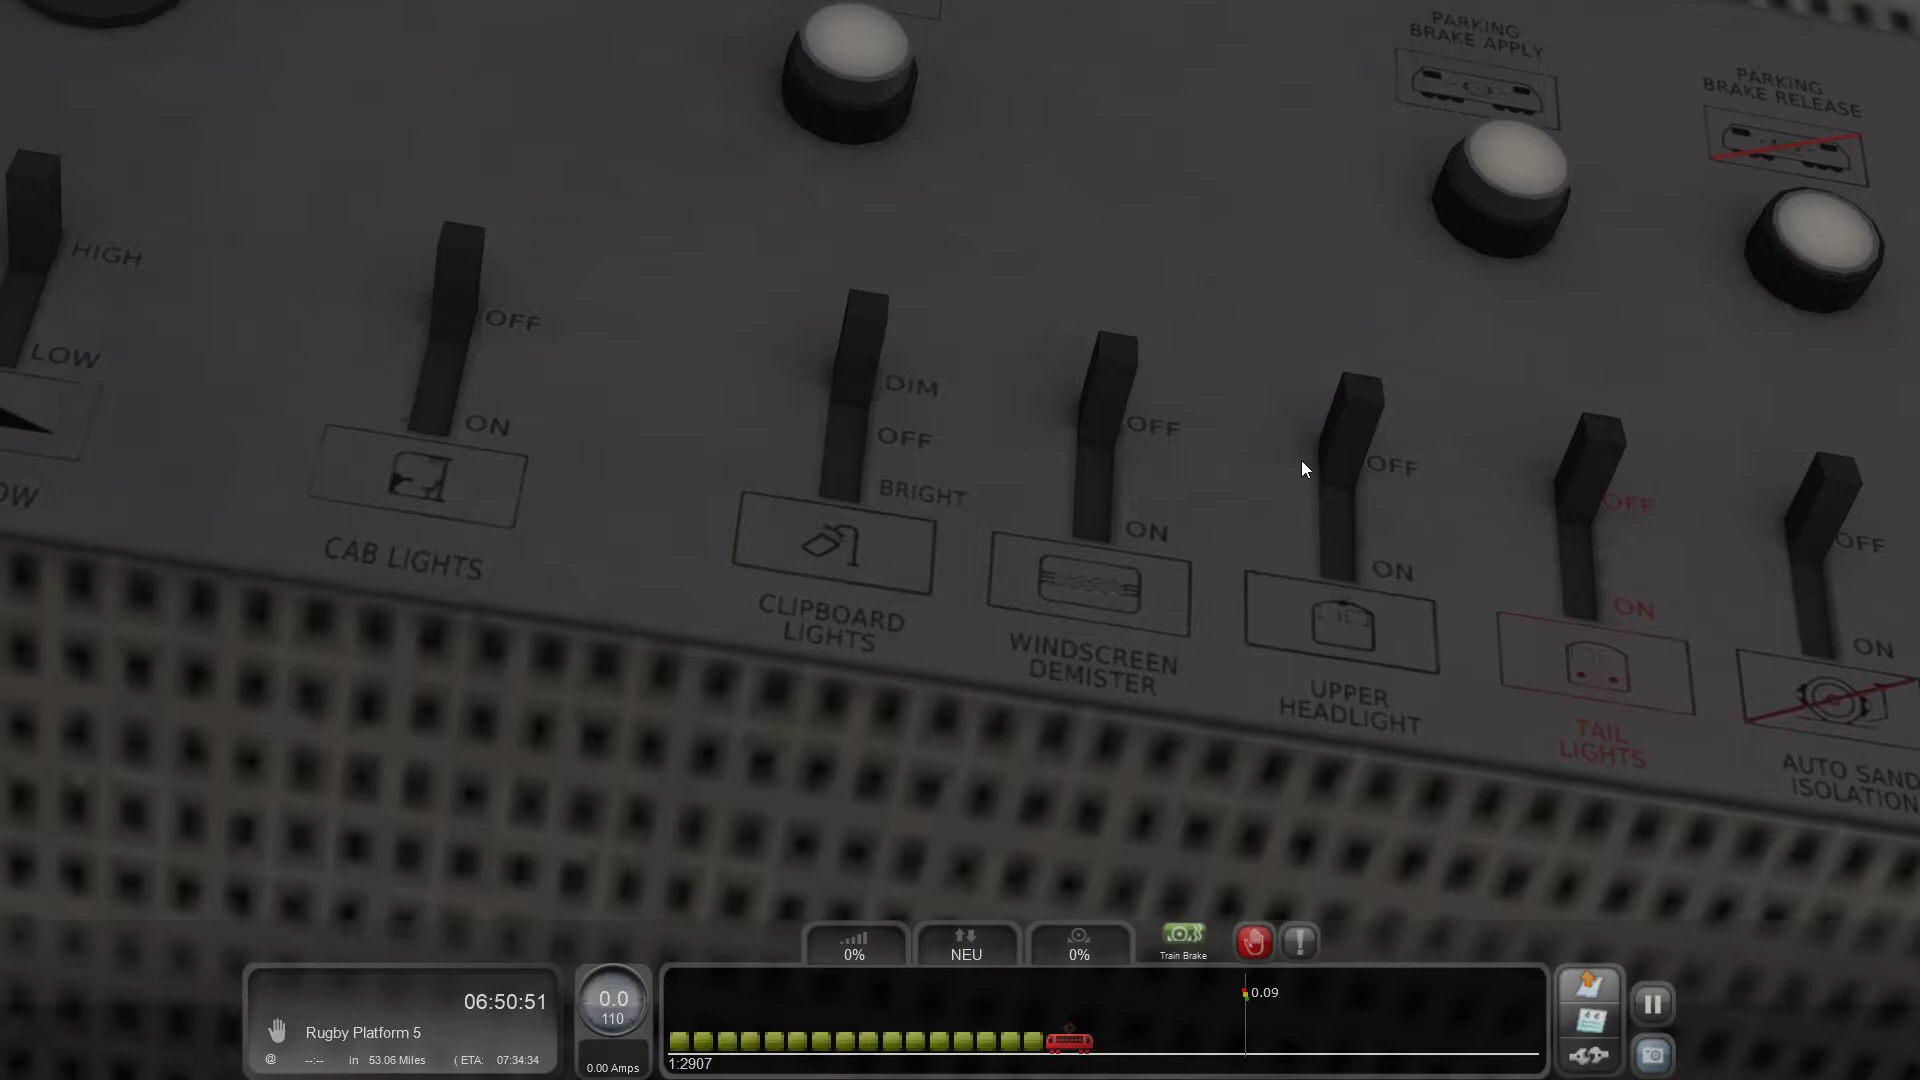 PARKING
BRAKE APPLY
PARKING
BRAKE RELEASE
HIGH
LOW
OFF
ON
CAB LIGHTS
DIM
OFF
BRIGHT
CLIPBOARD
LIGHTS
OFF
ON
WINDSCREEN
DEMISTER
OFF
ON
UPPER
HEADLIGHT
OFF
ON
TAIL
LIGHTS
OFF
ON
AUTO SAND
ISOLATION
0%
NEU
0%
Train Brake
06:50:51
Rugby Platform 5
@ --:-- in 53.06 Miles ( ETA: 07:34:34
0.0
110
0.00 Amps
0.09
1:2907